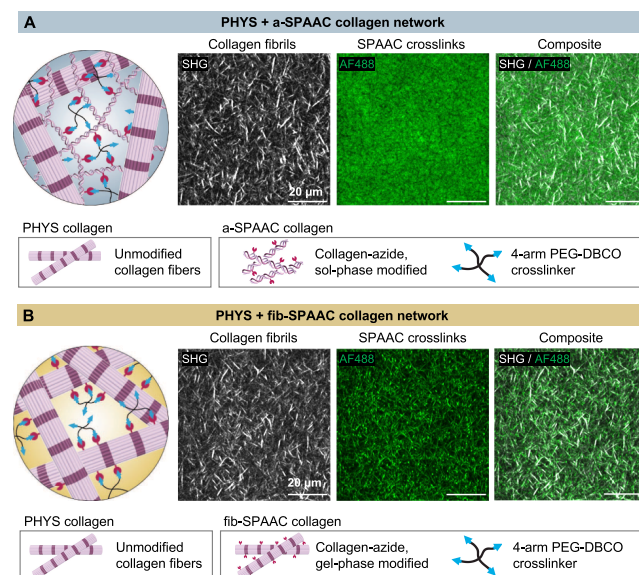 A
PHYS + a-SPAAC collagen network
Collagen fibrils
SPAAC crosslinks
Composite
SHG
AF488
SHG / AF488
20 µm
PHYS collagen
a-SPAAC collagen
Unmodified
collagen fibers
Collagen-azide,
sol-phase modified
4-arm PEG-DBCO
crosslinker
B
PHYS + fib-SPAAC collagen network
Collagen fibrils
SPAAC crosslinks
Composite
SHG
AF488
SHG / AF488
20 µm
PHYS collagen
fib-SPAAC collagen
Unmodified
collagen fibers
Collagen-azide,
gel-phase modified
4-arm PEG-DBCO
crosslinker